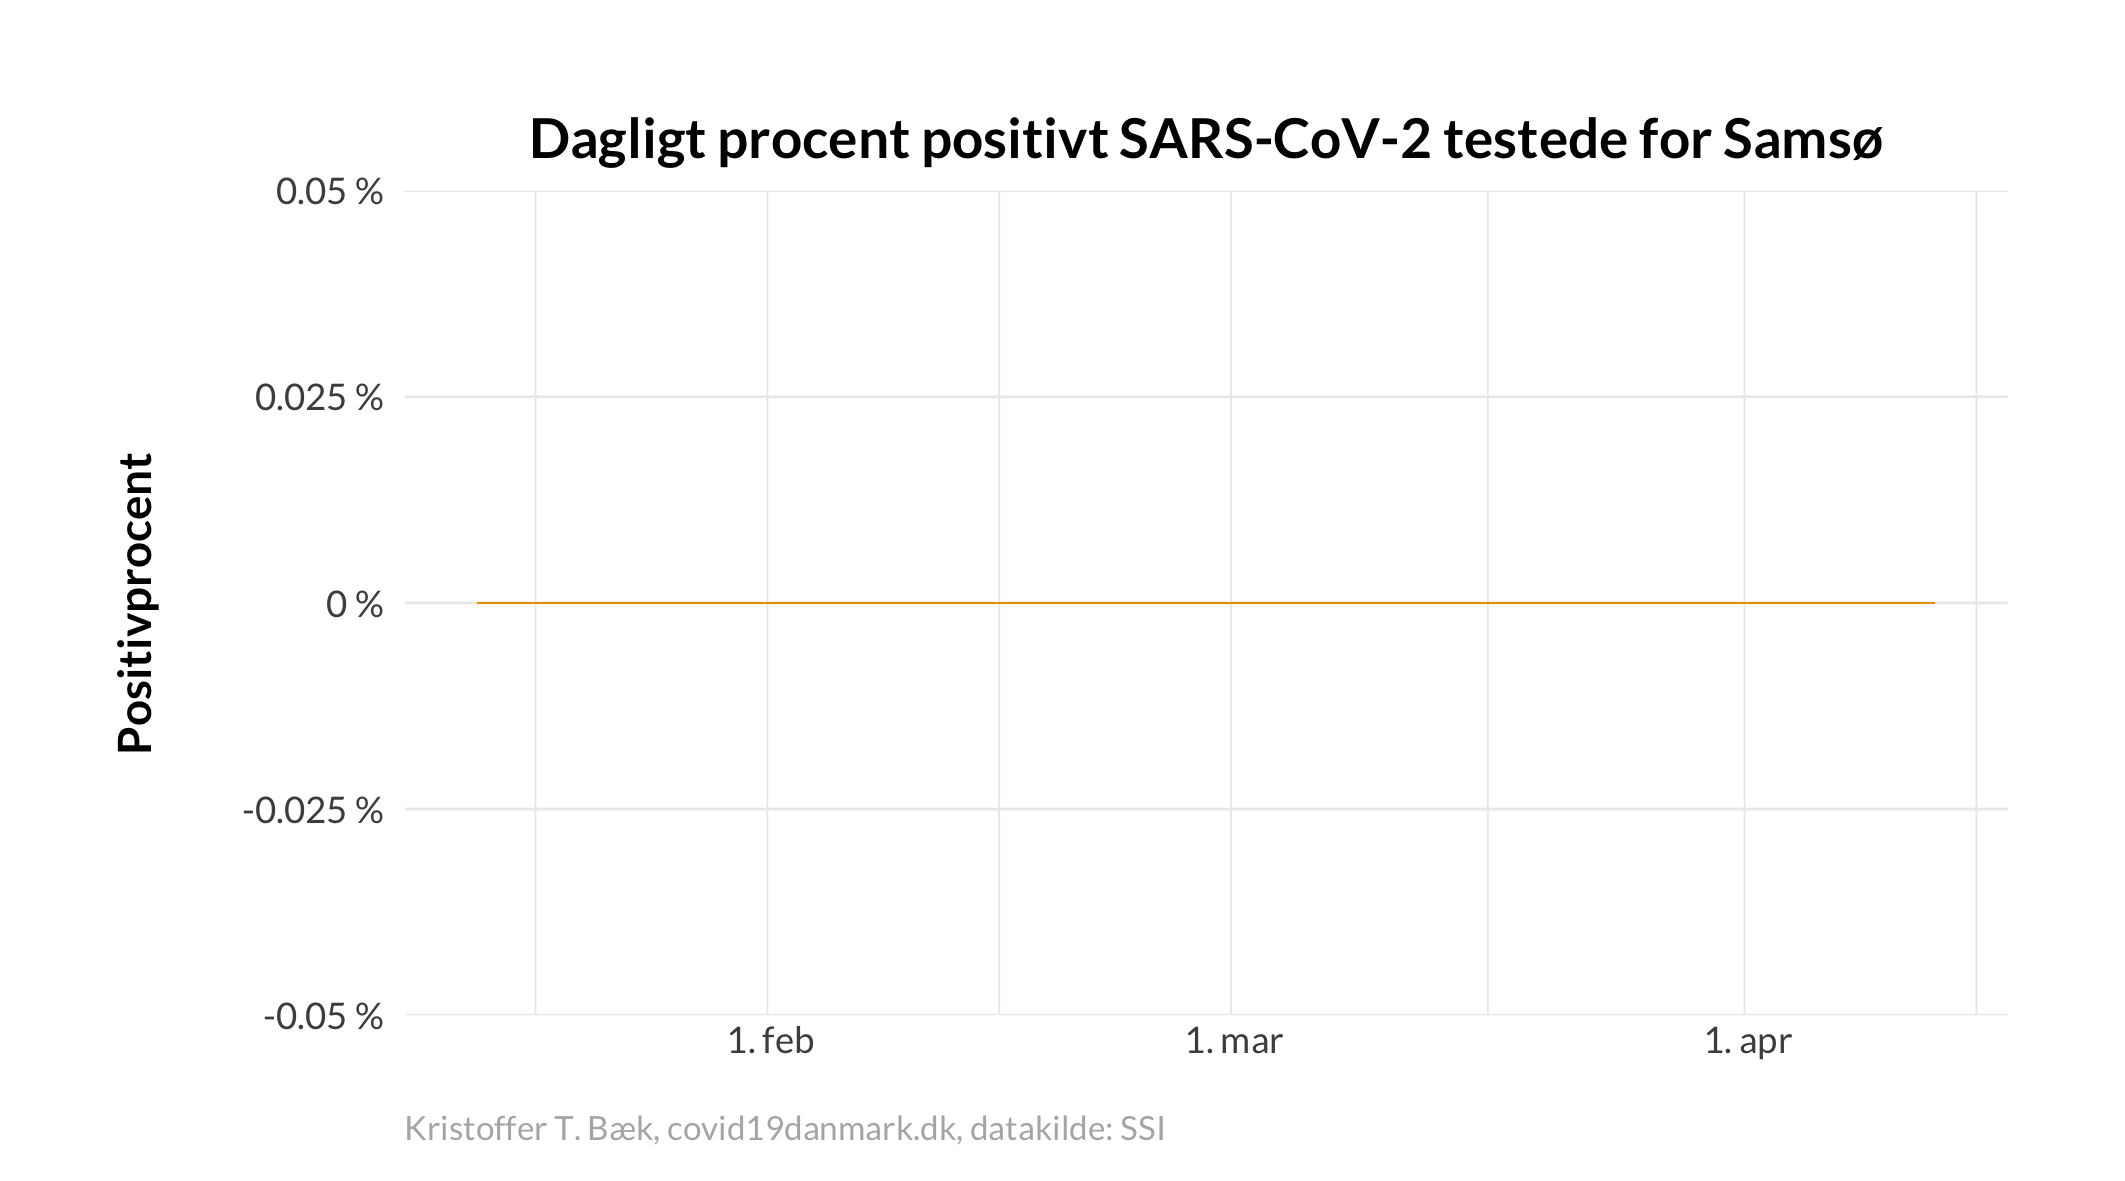 Dagligt procent positivt SARS-CoV-2 testede for Samsø
0.05 %
0.025 %
0 %
-0.025 %
-0.05 %
Positivprocent
1. feb
1. mar
1. apr
Kristoffer T. Bæk, covid19danmark.dk, datakilde: SSI